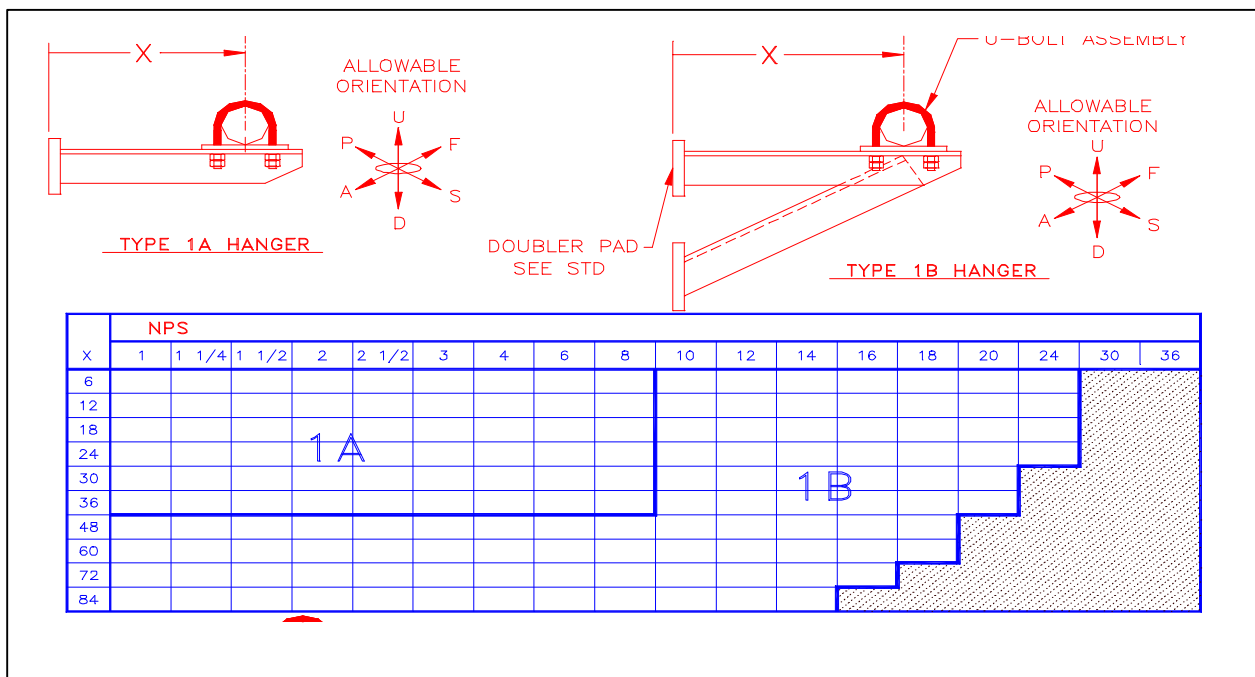 X
ALLOWABLE
ORIENTATION
U
P
F
A
S
D
TYPE 1A HANGER
X
U-BOLT ASSEMBLY
ALLOWABLE
ORIENTATION
U
P
F
A
S
D
DOUBLER PAD
SEE STD
TYPE 1B HANGER
NPS
X 1 1 1/4 1 1/2 2 2 1/2 3 4 6 8 10 12 14 16 18 20 24 30 36
6
12
18
24
30
36
48
60
72
84
1A
1B